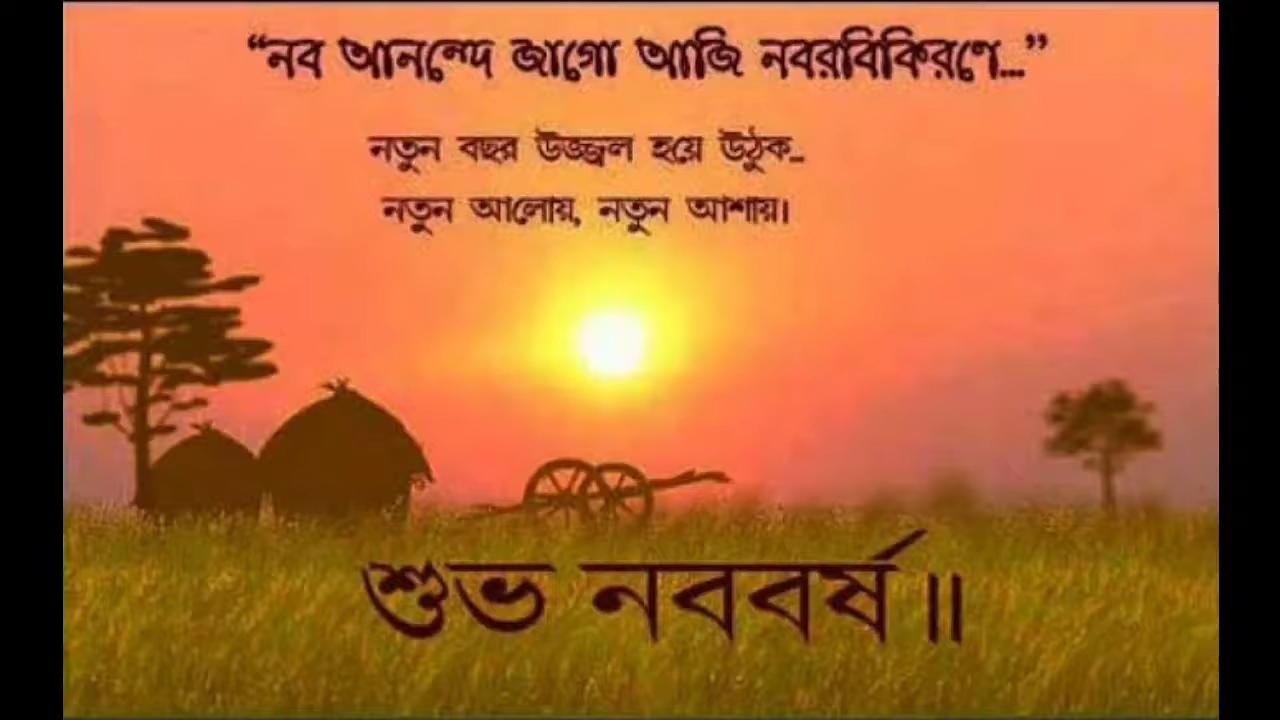 “নব আনন্দে জাগো আজি নবরবিকিরণে...”
নতুন বছর উজ্জ্বল হয়ে উঠুক...
নতুন আলোয়, নতুন আশায়।
শুভ নববর্ষ॥